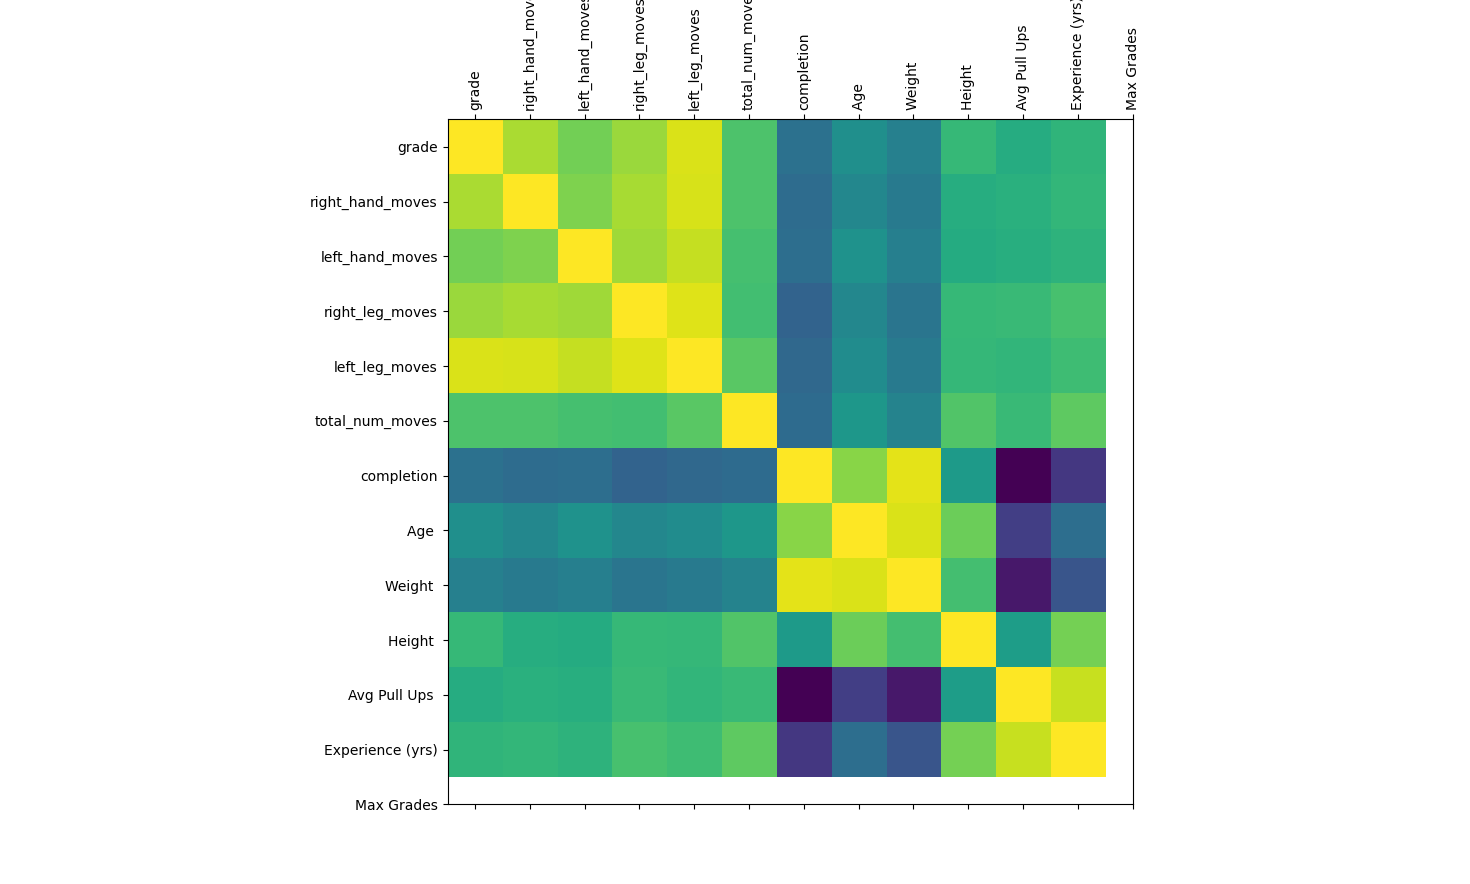 grade
right_hand_mov
left_hand_moves
right_leg_moves
left_leg_moves
total_num_move
completion
Age
Weight
Height
Avg Pull Ups
Experience (yrs)
Max Grades
grade
right_hand_moves
left_hand_moves
right_leg_moves
left_leg_moves
total_num_moves
completion
Age
Weight
Height
Avg Pull Ups
Experience (yrs)
Max Grades